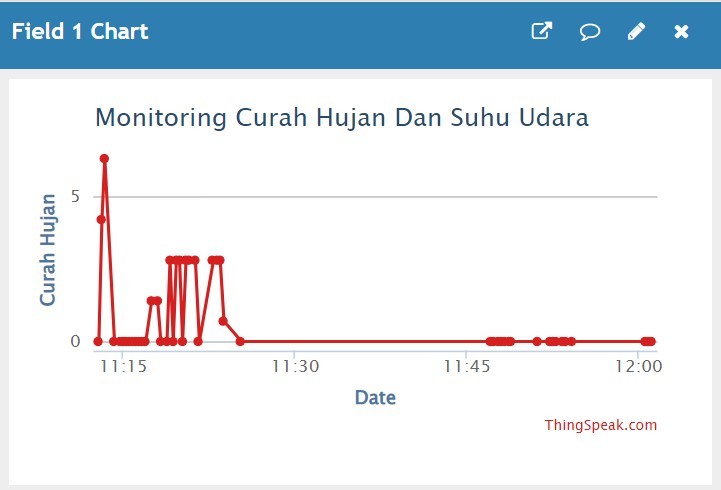 Field 1 Chart
Monitoring Curah Hujan Dan Suhu Udara
Curah Hujan
5
0
11:15 11:30 11:45 12:00
Date
ThingSpeak.com